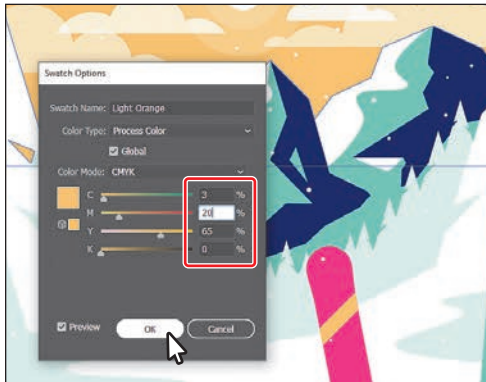 Swatch Options
Swatch Name: Light Orange
Color Type: Process Color
Global
Color Mode: CMYK
C 3 %
M 20 %
Y 65 %
K 0 %
Preview OK Cancel